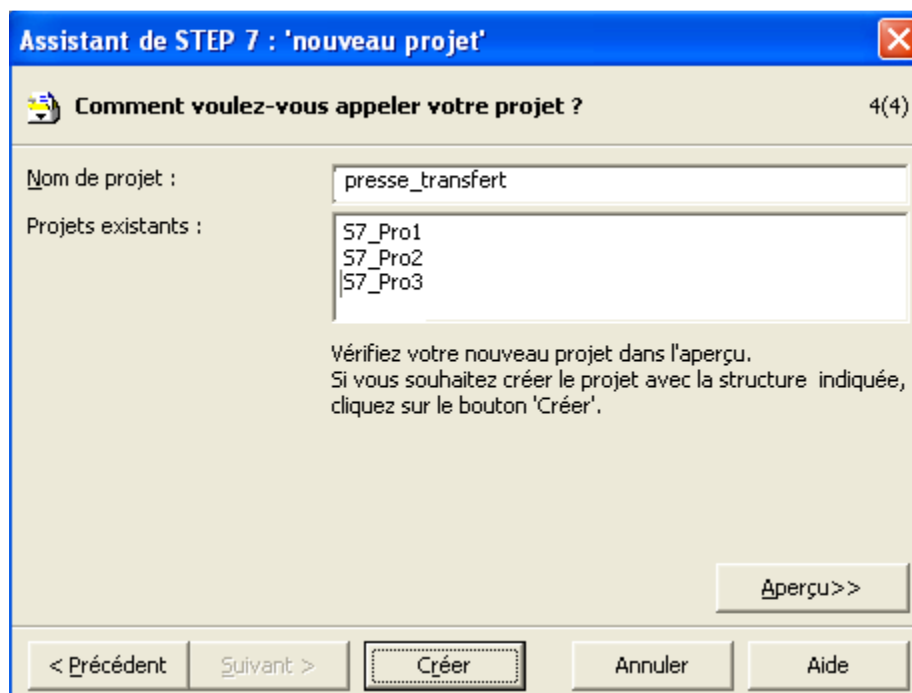 Assistant de STEP 7 : 'nouveau projet'
Comment voulez-vous appeler votre projet ?
4(4)
Nom de projet :
presse_transfert
Projets existants :
S7_Pro1
S7_Pro2
S7_Pro3
Vérifiez votre nouveau projet dans l'aperçu.
Si vous souhaitez créer le projet avec la structure indiquée,
cliquez sur le bouton 'Créer'.
Aperçu>>
< Précédent
Suivant >
Créer
Annuler
Aide